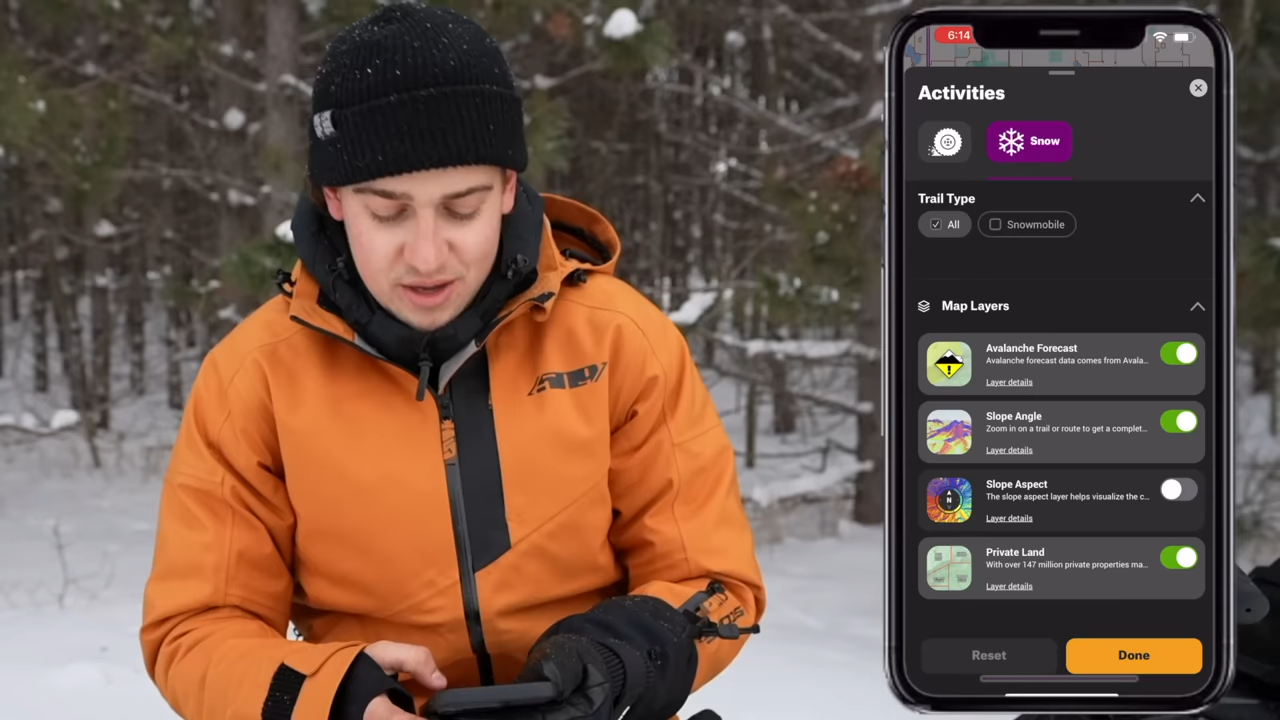 6:14
Activities
Snow
Trail Type
All
Snowmobile
Map Layers
Avalanche Forecast
Avalanche forecast data comes from Avala...
Layer details
Slope Angle
Zoom in on a trail or route to get a complet...
Layer details
Slope Aspect
The slope aspect layer helps visualize the c...
Layer details
N
Private Land
With over 147 million private properties ma...
Layer details
Reset
Done
509